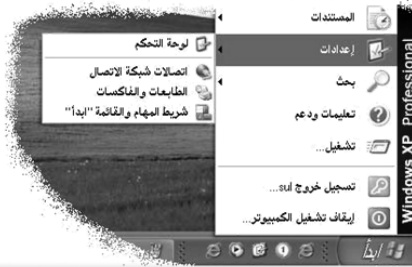 المستندات
إعدادات
بحث
تعليمات ودعم
تشغيل...
تسجيل خروج sul...
إيقاف تشغيل الكمبيوتر...
لوحة التحكم
اتصالات شبكة الاتصال
الطابعات والفاكسات
شريط المهام والقائمة "ابدأ"
Windows XP Professional
ابدأ